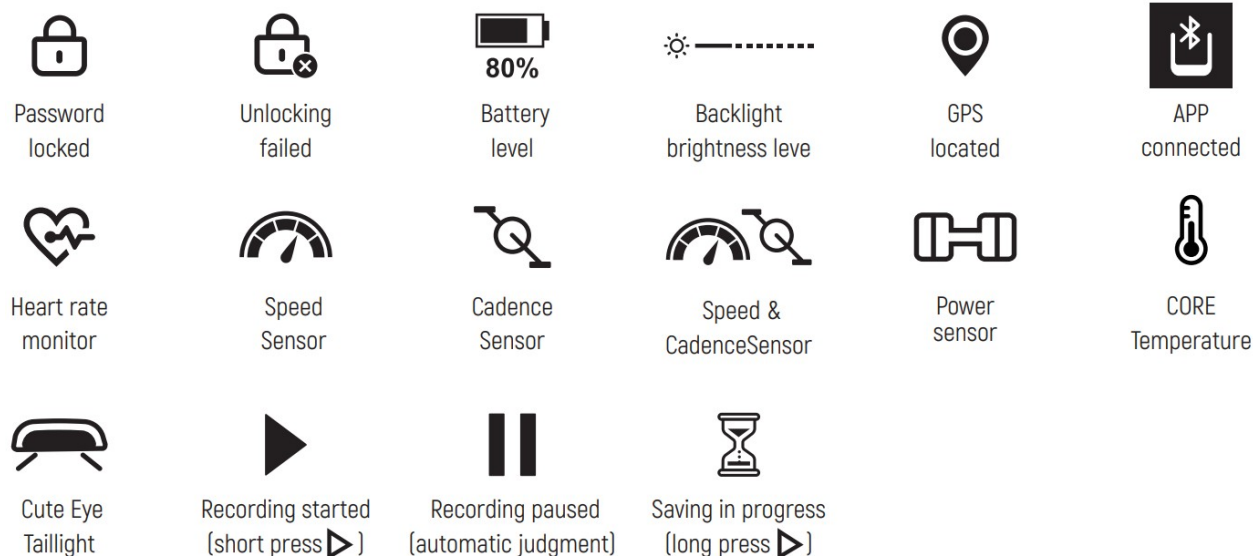 80%
Password
locked
Unlocking
failed
Battery
level
Backlight
brightness leve
GPS
located
APP
connected
Heart rate
monitor
Speed
Sensor
Cadence
Sensor
Speed &
CadenceSensor
Power
sensor
CORE
Temperature
Cute Eye
Taillight
Recording started
(short press ▷)
Recording paused
(automatic judgment)
Saving in progress
(long press ▷)